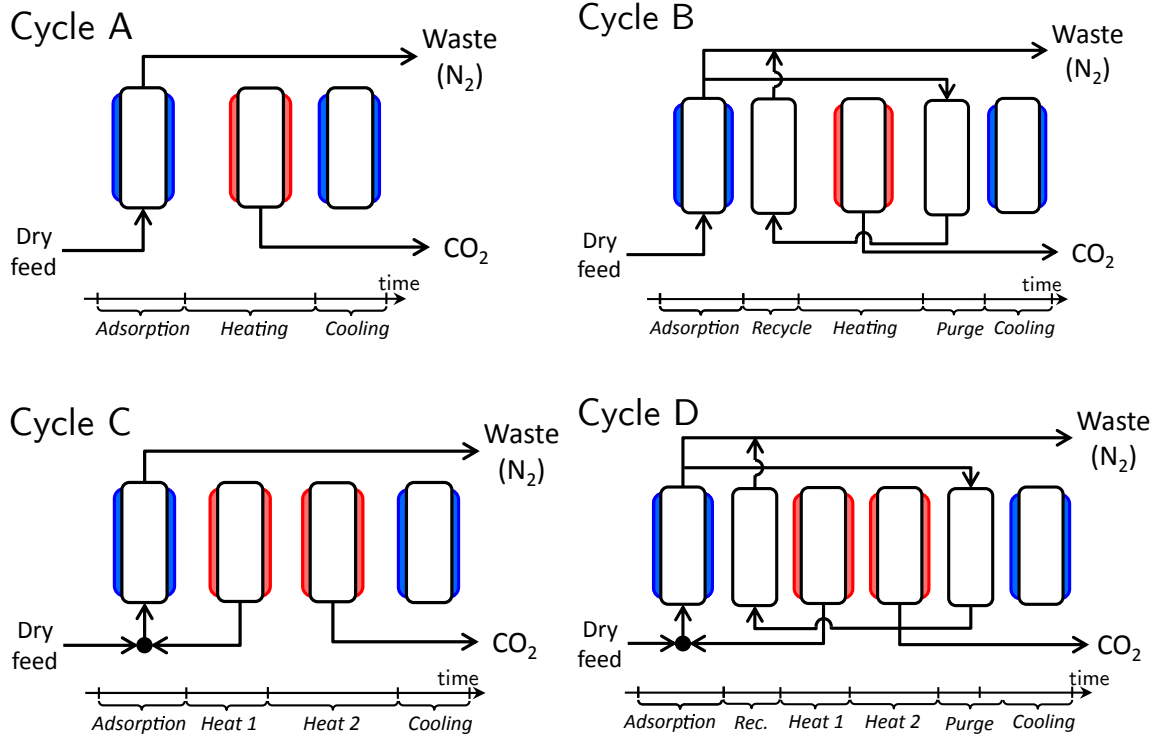 Cycle A
Waste
(N₂)
Dry
feed
CO₂
time
Adsorption Heating Cooling
Cycle B
Waste
(N₂)
Dry
feed
CO₂
time
Adsorption Recycle Heating Purge Cooling
Cycle C
Waste
(N₂)
Dry
feed
CO₂
time
Adsorption Heat 1 Heat 2 Cooling
Cycle D
Waste
(N₂)
Dry
feed
CO₂
time
Adsorption Rec. Heat 1 Heat 2 Purge Cooling